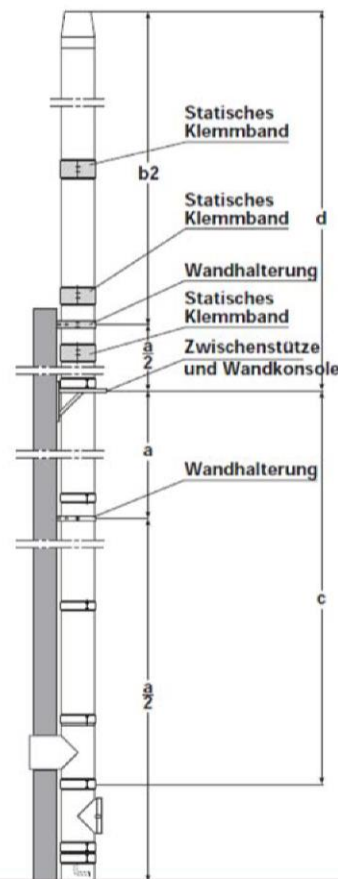 Statisches
Klemmband
b2
d
Statisches
Klemmband
Wandhalterung
Statisches
Klemmband
a
2
Zwischenstütze
und Wandkonsole
a
Wandhalterung
c
a
2